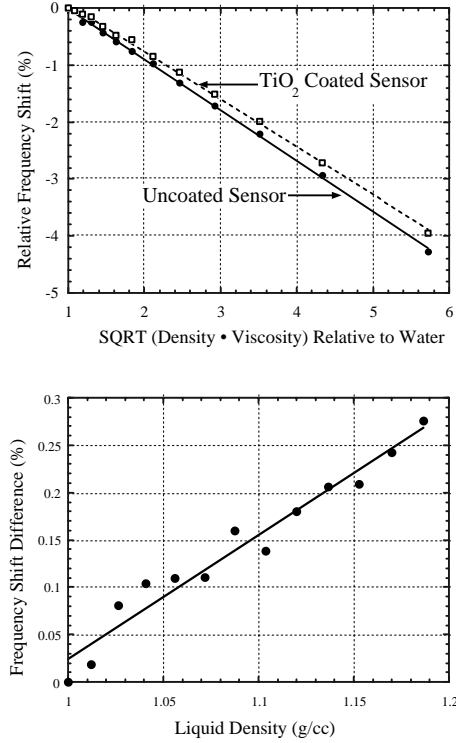 0
-1
-2
-3
-4
-5
Relative Frequency Shift (%)
TiO2 Coated Sensor
Uncoated Sensor
1 2 3 4 5 6
SQRT (Density • Viscosity) Relative to Water
0.3
0.25
0.2
0.15
0.1
0.05
0
Frequency Shift Difference (%)
1 1.05 1.1 1.15 1.2
Liquid Density (g/cc)